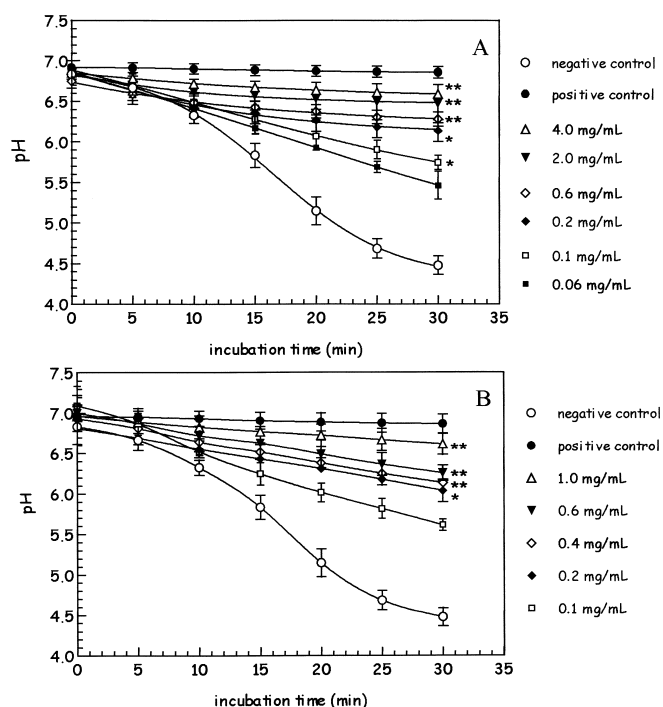 7.5
7.0
6.5
6.0
5.5
5.0
4.5
4.0
pH
A
**
**
**
*
*
0 5 10 15 20 25 30 35
incubation time (min)
negative control
positive control
4.0 mg/mL
2.0 mg/mL
0.6 mg/mL
0.2 mg/mL
0.1 mg/mL
0.06 mg/mL
7.5
7.0
6.5
6.0
5.5
5.0
4.5
4.0
pH
B
**
**
**
*
0 5 10 15 20 25 30 35
incubation time (min)
negative control
positive control
1.0 mg/mL
0.6 mg/mL
0.4 mg/mL
0.2 mg/mL
0.1 mg/mL